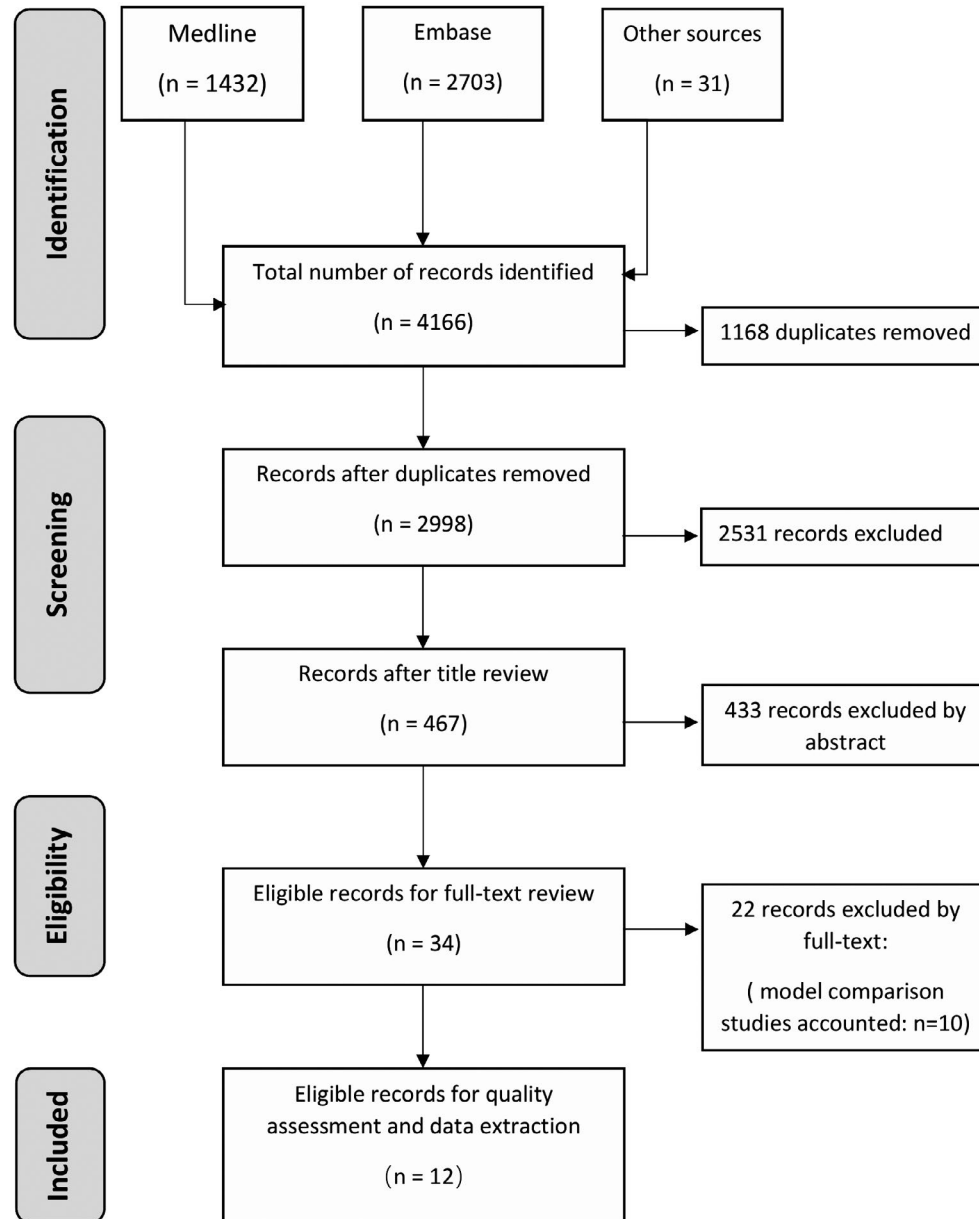 Identification
Medline
(n = 1432)
Embase
(n = 2703)
Other sources
(n = 31)
Total number of records identified
(n = 4166)
1168 duplicates removed
Screening
Records after duplicates removed
(n = 2998)
2531 records excluded
Records after title review
(n = 467)
433 records excluded by
abstract
Eligibility
Eligible records for full-text review
(n = 34)
22 records excluded by
full-text:
( model comparison
studies accounted: n=10)
Included
Eligible records for quality
assessment and data extraction
(n = 12)